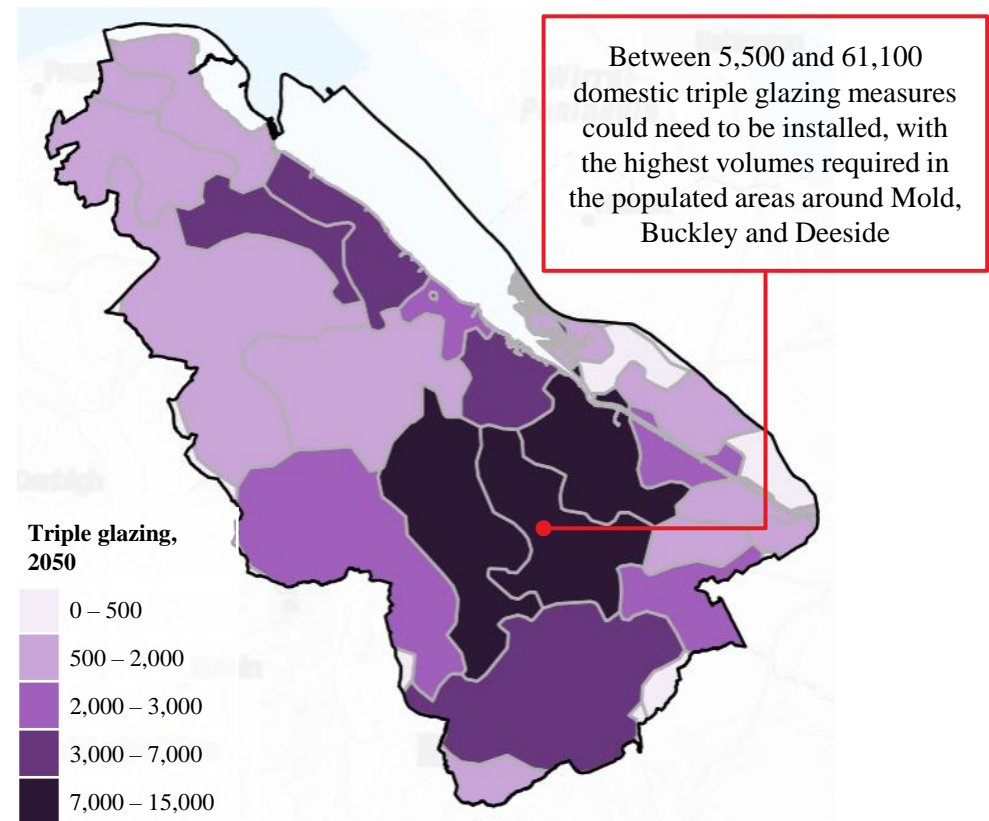 Between 5,500 and 61,100
domestic triple glazing measures
could need to be installed, with
the highest volumes required in
the populated areas around Mold,
Buckley and Deeside
Triple glazing,
2050
0 – 500
500 – 2,000
2,000 – 3,000
3,000 – 7,000
7,000 – 15,000